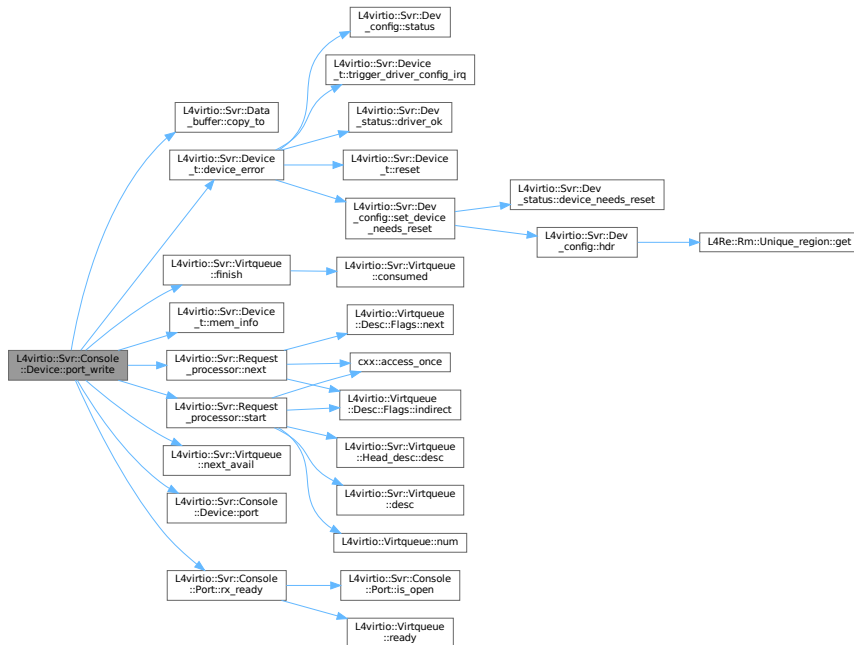 L4virtio::Svr::Console
::Device::port_write
L4virtio::Svr::Data
_buffer::copy_to
L4virtio::Svr::Device
_t::device_error
L4virtio::Svr::Dev
_config::status
L4virtio::Svr::Device
_t::trigger_driver_config_irq
L4virtio::Svr::Dev
_status::driver_ok
L4virtio::Svr::Device
_t::reset
L4virtio::Svr::Dev
_config::set_device
_needs_reset
L4virtio::Svr::Dev
_status::device_needs_reset
L4virtio::Svr::Dev
_config::hdr
L4Re::Rm::Unique_region::get
L4virtio::Svr::Virtqueue
::finish
L4virtio::Svr::Virtqueue
::consumed
L4virtio::Svr::Device
_t::mem_info
L4virtio::Svr::Request
_processor::next
L4virtio::Virtqueue
::Desc::Flags::next
cxx::access_once
L4virtio::Virtqueue
::Desc::Flags::indirect
L4virtio::Svr::Request
_processor::start
L4virtio::Svr::Virtqueue
::Head_desc::desc
L4virtio::Svr::Virtqueue
::desc
L4virtio::Virtqueue::num
L4virtio::Svr::Virtqueue
::next_avail
L4virtio::Svr::Console
::Device::port
L4virtio::Svr::Console
::Port::rx_ready
L4virtio::Svr::Console
::Port::is_open
L4virtio::Virtqueue
::ready